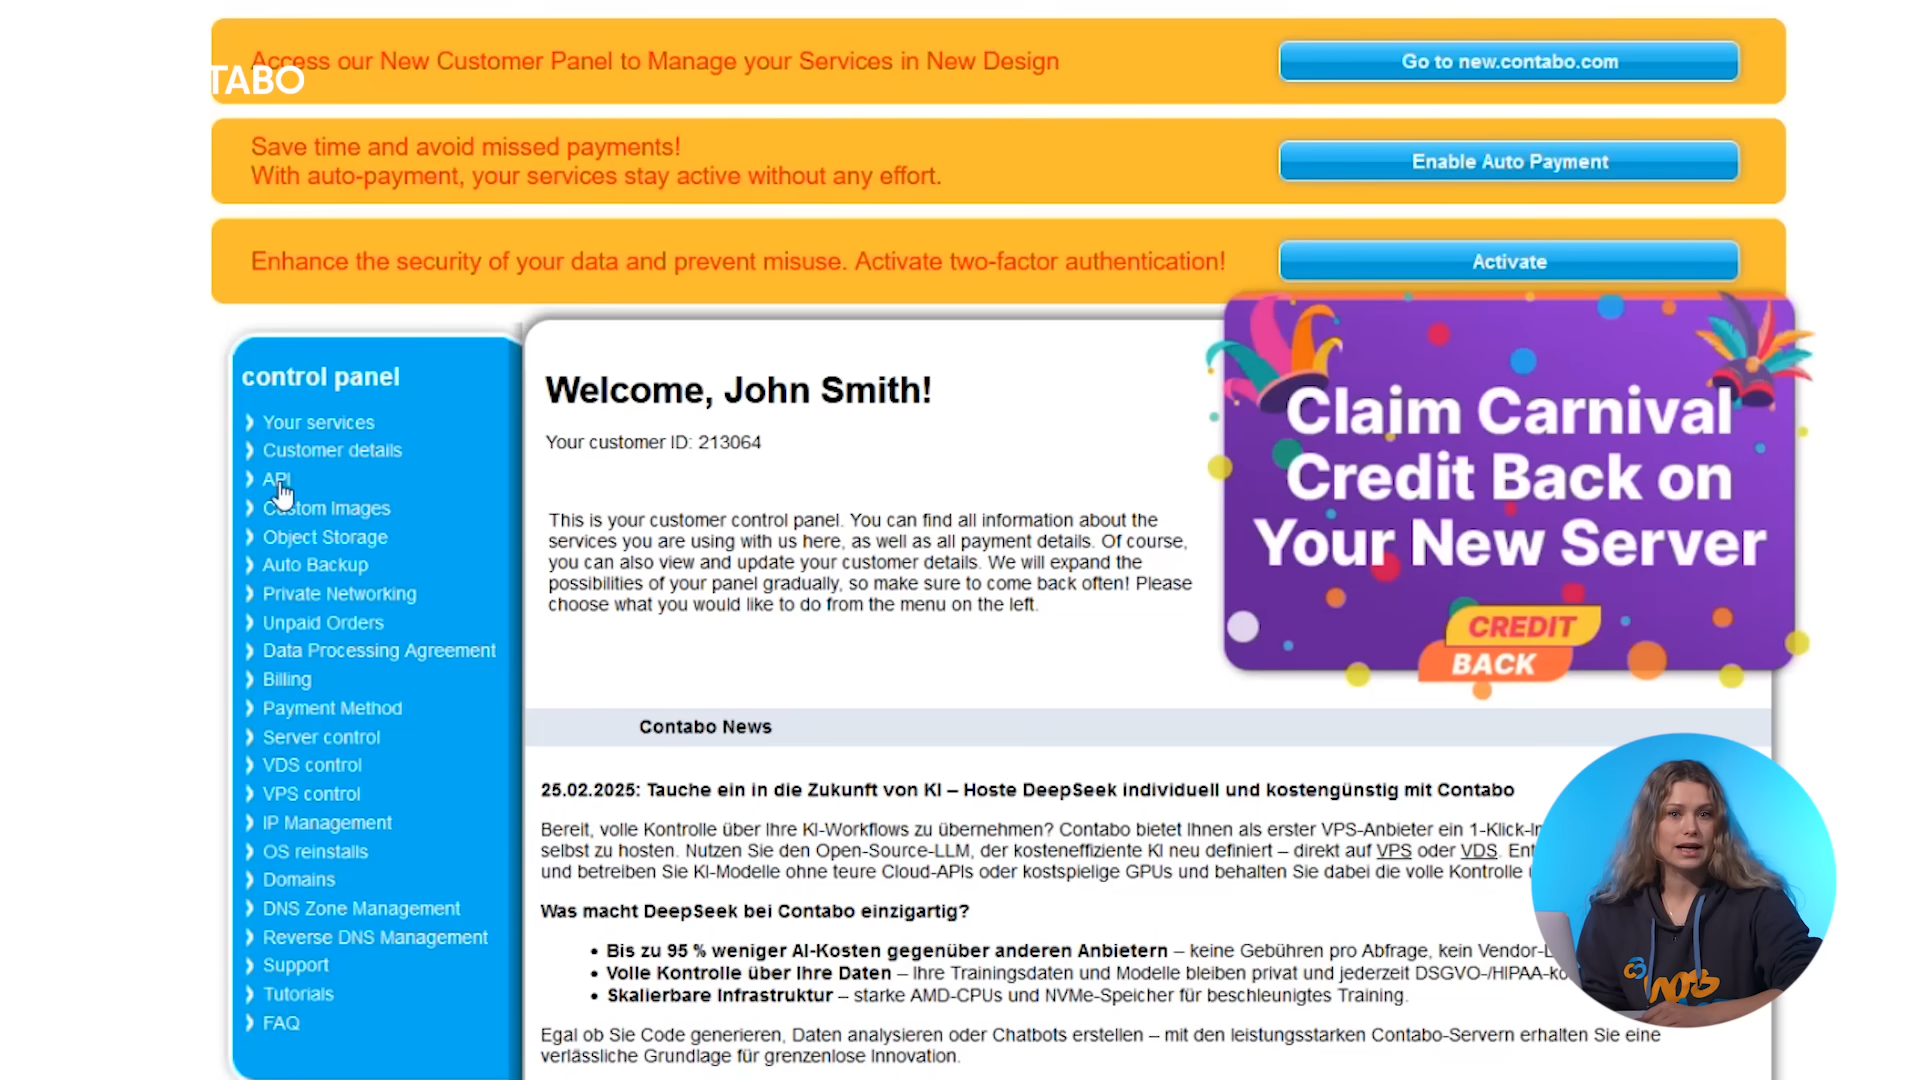 Access our New Customer Panel to Manage your Services in New Design
Go to new.contabo.com
TABO
Save time and avoid missed payments!
With auto-payment, your services stay active without any effort.
Enable Auto Payment
Enhance the security of your data and prevent misuse. Activate two-factor authentication!
Activate
control panel
Your services
Customer details
API
Custom Images
Object Storage
Auto Backup
Private Networking
Unpaid Orders
Data Processing Agreement
Billing
Payment Method
Server control
VDS control
VPS control
IP Management
OS reinstalls
Domains
DNS Zone Management
Reverse DNS Management
Support
Tutorials
FAQ
Welcome, John Smith!
Your customer ID: 213064
This is your customer control panel. You can find all information about the
services you are using with us here, as well as all payment details. Of course,
you can also view and update your customer details. We will expand the
possibilities of your panel gradually, so make sure to come back often! Please
choose what you would like to do from the menu on the left.
Claim Carnival
Credit Back on
Your New Server
CREDIT
BACK
Contabo News
25.02.2025: Tauche ein in die Zukunft von KI – Hoste DeepSeek individuell und kostengünstig mit Contabo
Bereit, volle Kontrolle über Ihre KI-Workflows zu übernehmen? Contabo bietet Ihnen als erster VPS-Anbieter ein
selbst zu hosten. Nutzen Sie den Open-Source-LLM, der kosteneffiziente KI neu definiert – direkt auf VPS oder VDS.
und betreiben Sie KI-Modelle ohne teure Cloud-APIs oder kostspielige GPUs und behalten Sie dabei die volle Kontrolle
Was macht DeepSeek bei Contabo einzigartig?
• Bis zu 95 % weniger AI-Kosten gegenüber anderen Anbietern – keine Gebühren pro Abfrage, kein
• Volle Kontrolle über Ihre Daten – Ihre Trainingsdaten und Modelle bleiben privat und jederzeit
• Skalierbare Infrastruktur – starke AMD-CPUs und NVMe-Speicher für beschleunigtes Training.
Egal ob Sie Code generieren, Daten analysieren oder Chatbots erstellen – mit den leistungsstarken Contabo-Servern erhalten Sie eine
verlässliche Grundlage für grenzenlose Innovation.